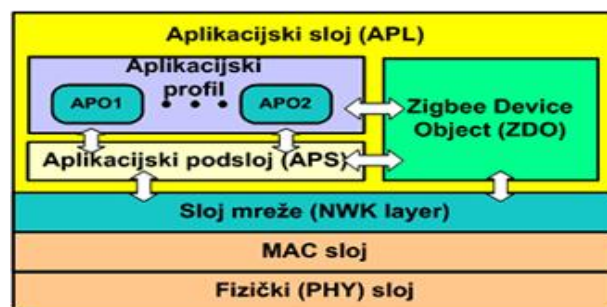 Aplikacijski sloj (APL)
Aplikacijski
profil
APO1
APO2
Zigbee Device
Object (ZDO)
Aplikacijski podsloj (APS)
Sloj mreže (NWK layer)
MAC sloj
Fizički (PHY) sloj